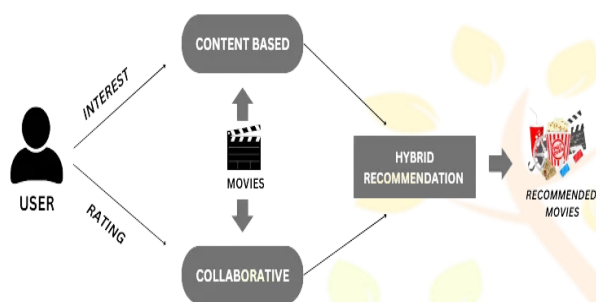 CONTENT BASED
INTEREST
MOVIES
USER
RATING
HYBRID
RECOMMENDATION
RECOMMENDED
MOVIES
COLLABORATIVE